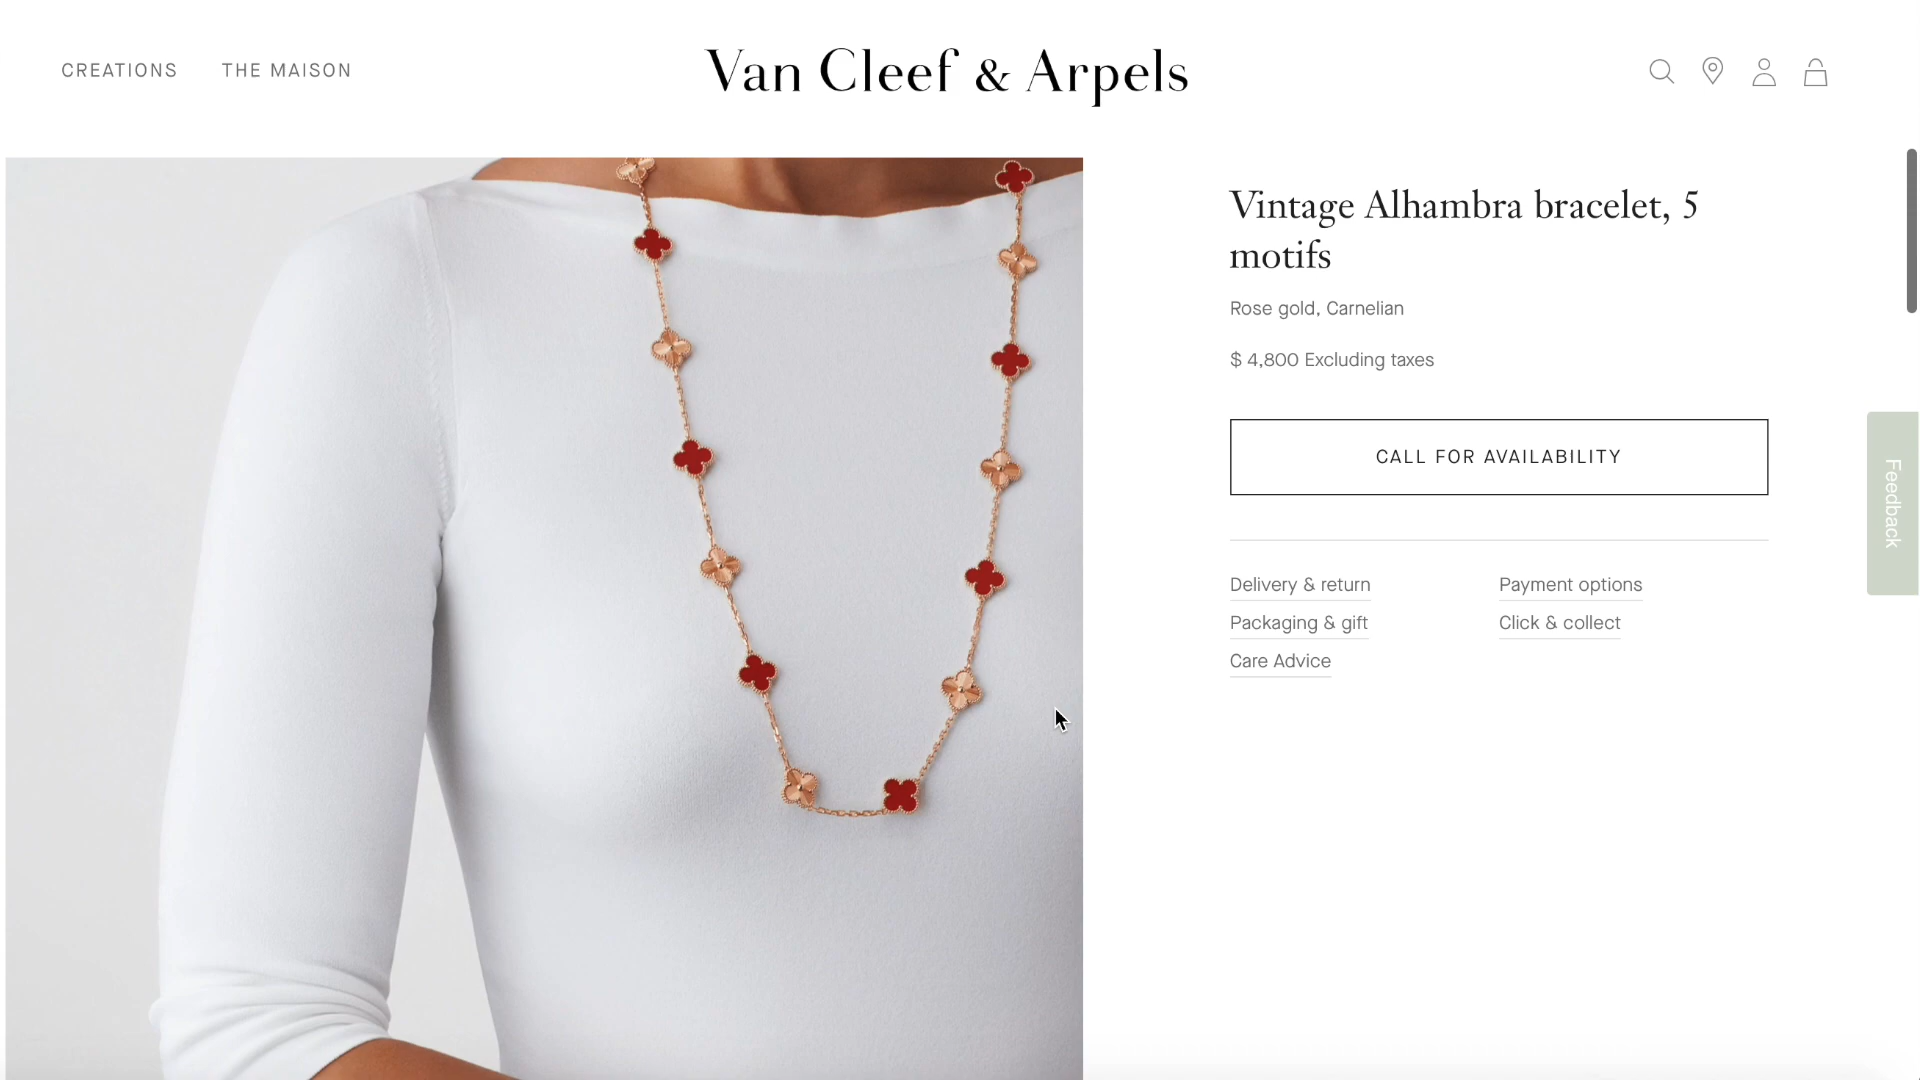 CREATIONS
THE MAISON
Van Cleef & Arpels
Vintage Alhambra bracelet, 5
motifs
Rose gold, Carnelian
$ 4,800 Excluding taxes
CALL FOR AVAILABILITY
Delivery & return
Payment options
Packaging & gift
Click & collect
Care Advice
Feedback